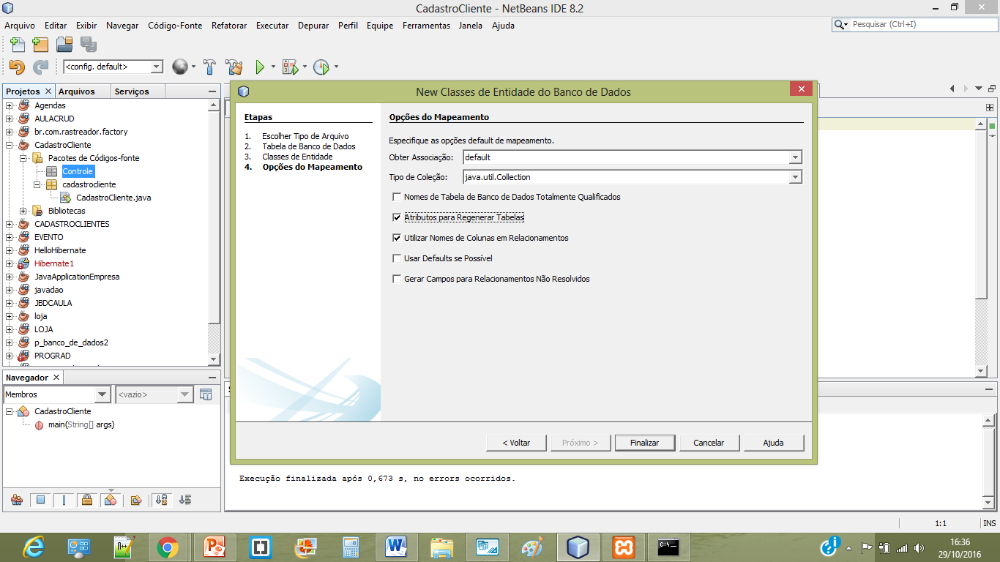 CadastroCliente - NetBeans IDE 8.2
Arquivo Editar Exibir Navegar Código-Fonte Refatorar Executar Depurar Perfil Equipe Ferramentas Janela Ajuda
Pesquisar (Ctrl+I)
<config. default>
Projetos Arquivos Serviços
Agendas
AULACRUD
br.com.rastreador.factory
CadastroCliente
Pacotes de Códigos-fonte
Controle
cadastrocliente
CadastroCliente.java
Bibliotecas
CADASTROCLIENTES
EVENTO
HelloHibernate
Hibernate1
JavaApplicationEmpresa
javadao
JBDCAULA
loja
LOJA
p_banco_de_dados2
PROGRAD
Navegador
Membros
<vazio>
CadastroCliente
main(String[] args)
New Classes de Entidade do Banco de Dados
Etapas
1. Escolher Tipo de Arquivo
2. Tabela de Banco de Dados
3. Classes de Entidade
4. Opções do Mapeamento
Opções do Mapeamento
Especifique as opções default de mapeamento.
Obter Associação: default
Tipo de Coleção: java.util.Collection
Nomes de Tabela de Banco de Dados Totalmente Qualificados
Atributos para Regenerar Tabelas
Utilizar Nomes de Colunas em Relacionamentos
Usar Defaults se Possível
Gerar Campos para Relacionamentos Não Resolvidos
< Voltar Próximo > Finalizar Cancelar Ajuda
Execução finalizada após 0,673 s, no errors ocorridos.
1:1 INS
16:36
29/10/2016